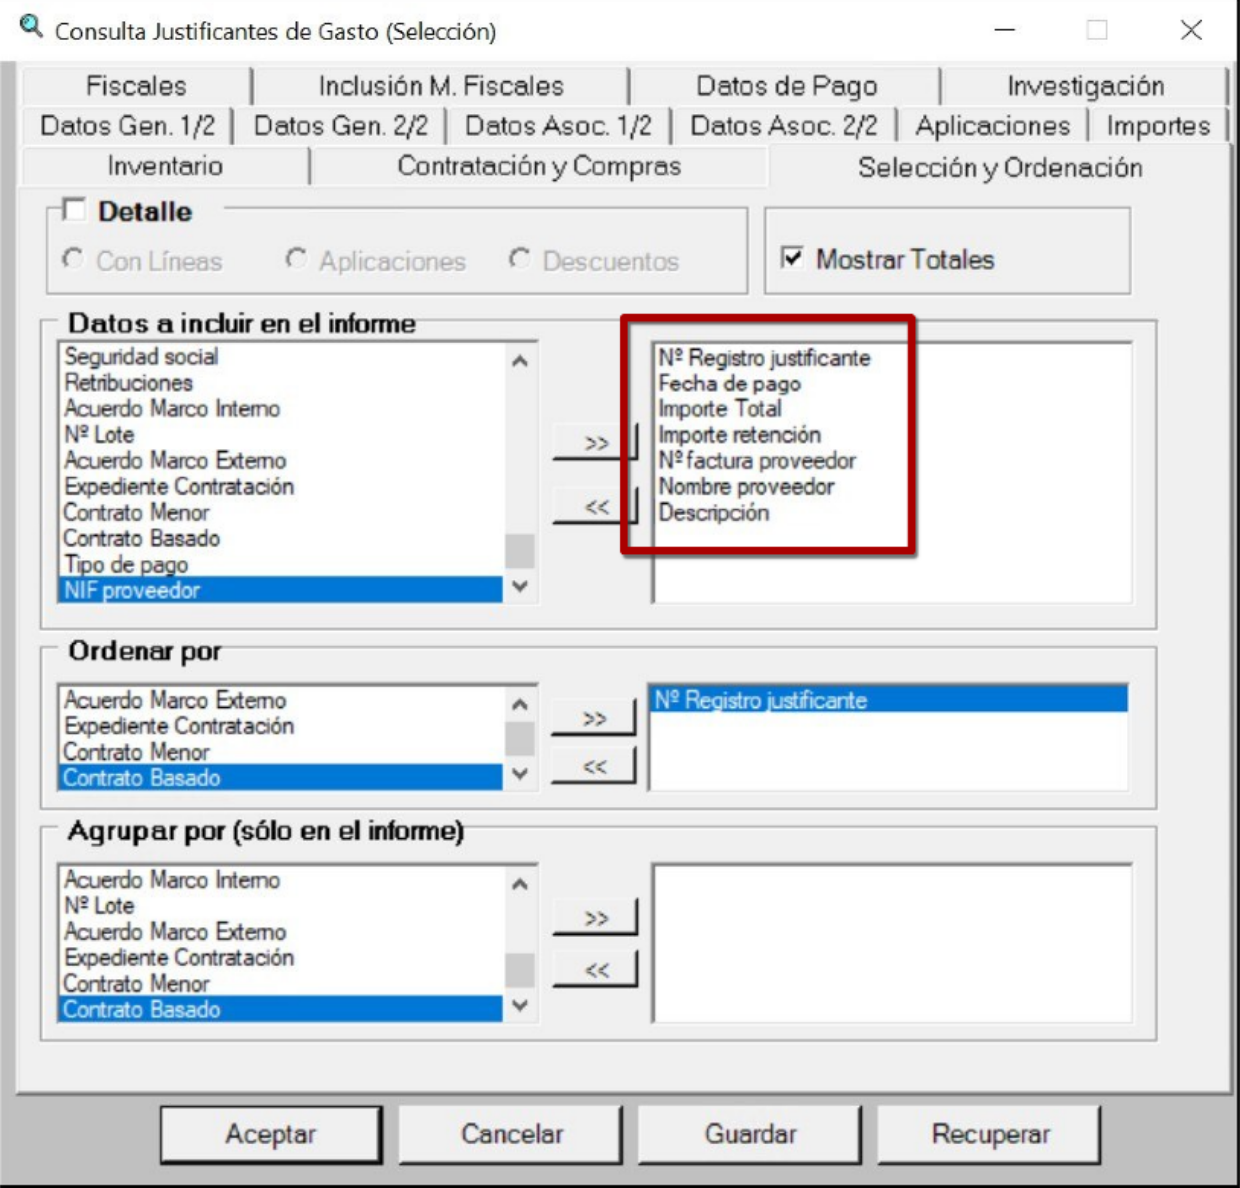 Consulta Justificantes de Gasto (Selección)
Fiscales Inclusión M. Fiscales Datos de Pago Investigación
Datos Gen. 1/2 Datos Gen. 2/2 Datos Asoc. 1/2 Datos Asoc. 2/2 Aplicaciones Importes
Inventario Contratación y Compras Selección y Ordenación
Detalle
Con Líneas Aplicaciones Descuentos
Mostrar Totales
Datos a incluir en el informe
Seguridad social
Retribuciones
Acuerdo Marco Interno
Nº Lote
Acuerdo Marco Externo
Expediente Contratación
Contrato Menor
Contrato Basado
Tipo de pago
NIF proveedor
>>
<<
Nº Registro justificante
Fecha de pago
Importe Total
Importe retención
Nº factura proveedor
Nombre proveedor
Descripción
Ordenar por
Acuerdo Marco Externo
Expediente Contratación
Contrato Menor
Contrato Basado
>>
<<
Nº Registro justificante
Agrupar por (sólo en el informe)
Acuerdo Marco Interno
Nº Lote
Acuerdo Marco Externo
Expediente Contratación
Contrato Menor
Contrato Basado
>>
<<
Aceptar Cancelar Guardar Recuperar